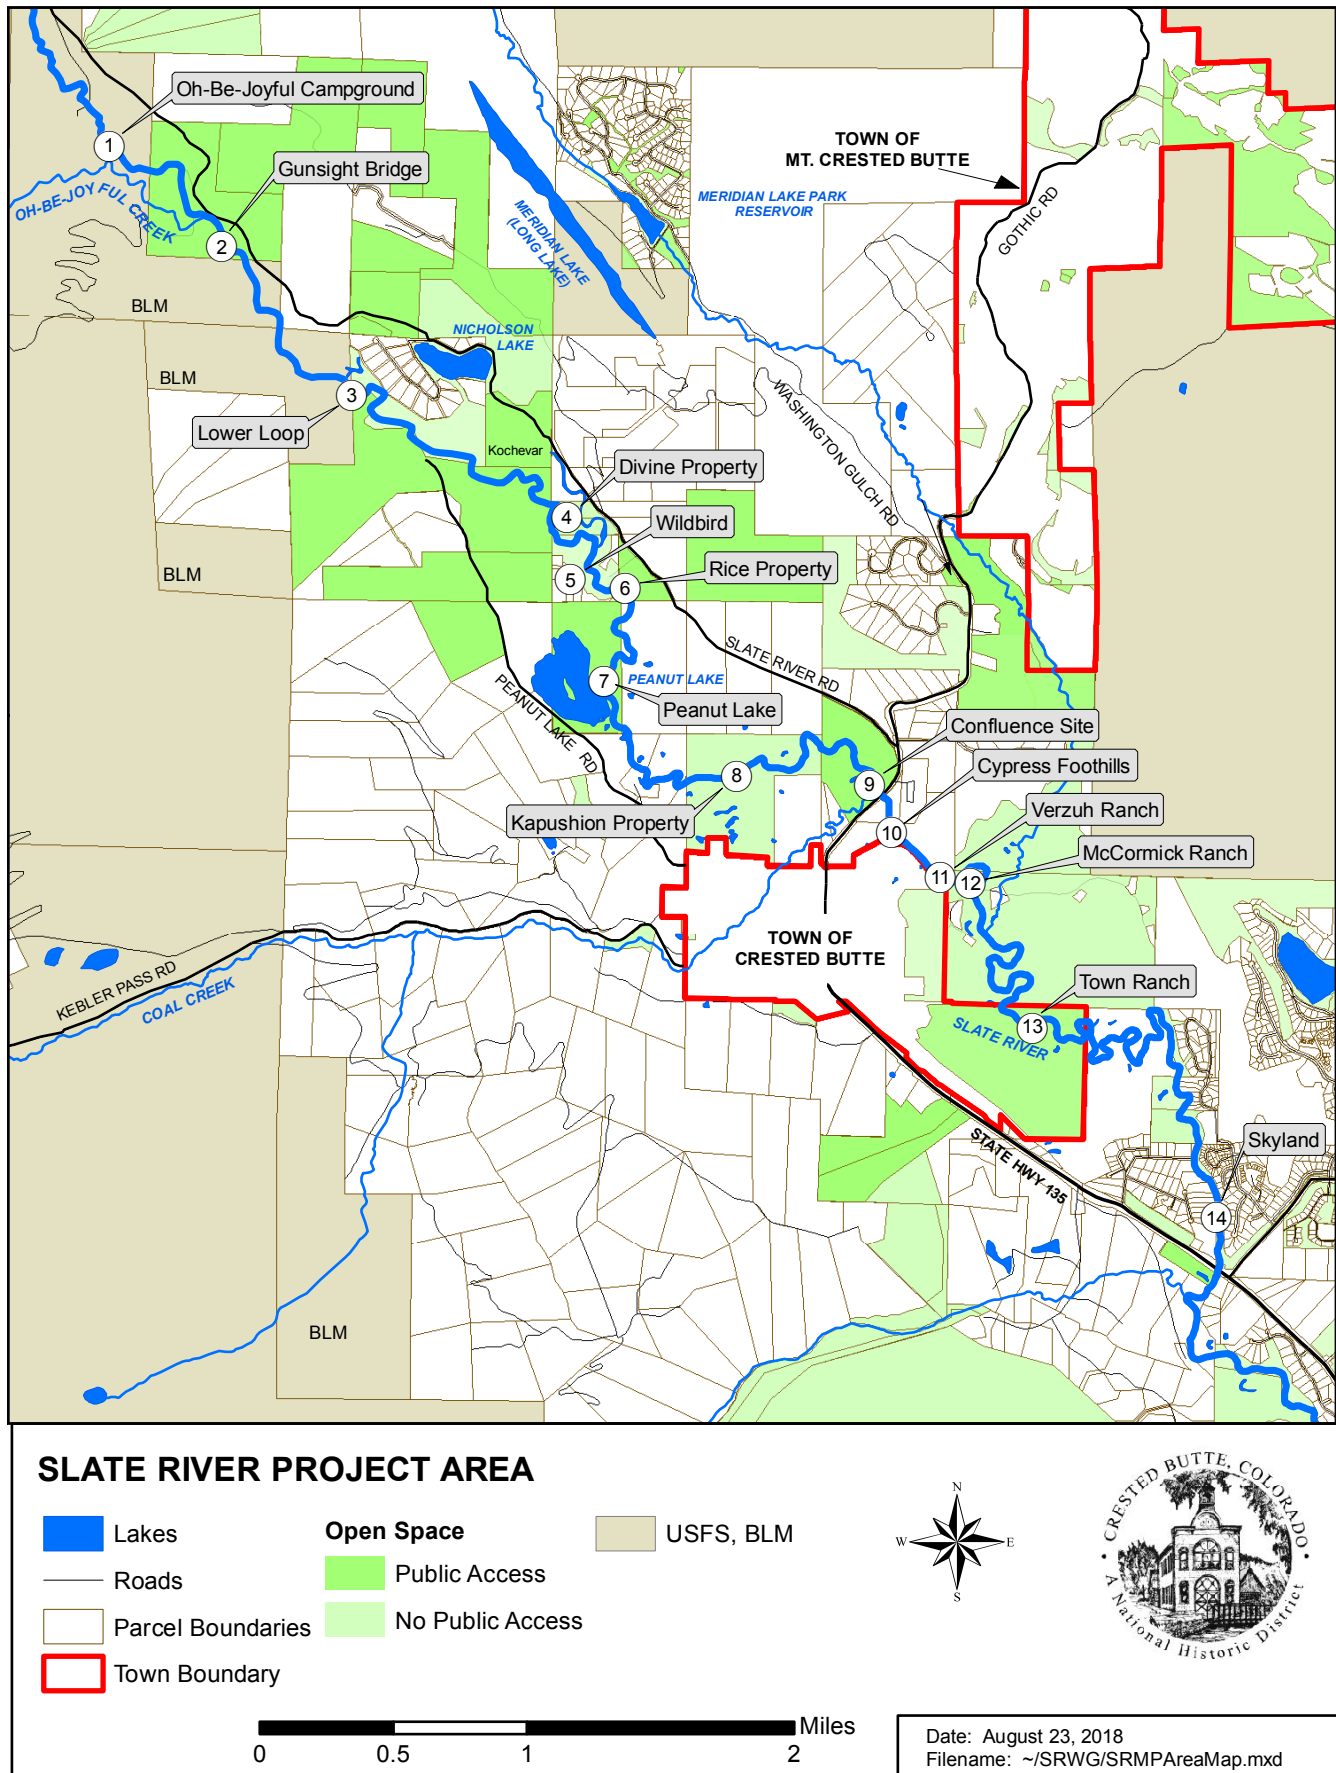 Oh-Be-Joyful Campground
1
Gunsight Bridge
OH-BE-JOYFUL CREEK
2
TOWN OF
MT. CRESTED BUTTE
MERIDIAN LAKE PARK
RESERVOIR
MERIDIAN LAKE
(LONG LAKE)
GOTHIC RD
BLM
NICHOLSON
LAKE
BLM
3
Lower Loop
WASHINGTON GULCH RD
Kochevar
Divine Property
4
Wildbird
BLM
5
6
Rice Property
SLATE RIVER RD
PEANUT LAKE
7
Peanut Lake
PEANUT LAKE RD
Confluence Site
Cypress Foothills
8
9
Kapushion Property
10
Verzuh Ranch
McCormick Ranch
11
12
TOWN OF
CRESTED BUTTE
KEBLER PASS RD
COAL CREEK
Town Ranch
13
SLATE RIVER
STATE HWY 135
Skyland
14
BLM
SLATE RIVER PROJECT AREA
Lakes
Roads
Parcel Boundaries
Town Boundary
Open Space
Public Access
No Public Access
USFS, BLM
N
W
E
S
CRESTED BUTTE, COLORADO
A National Historic District
Miles
0
0.5
1
2
Date: August 23, 2018
Filename: ~/SRWG/SRMPAreaMap.mxd